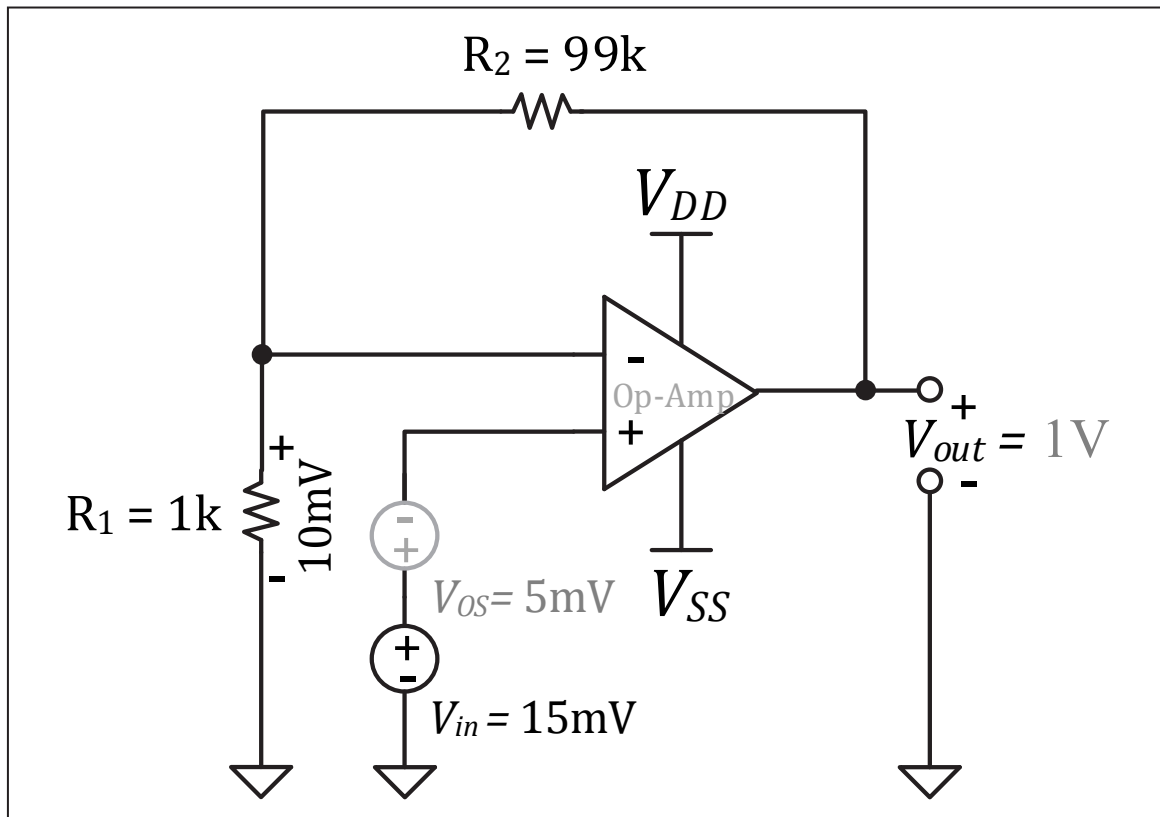 R₂ = 99k
V_DD
-
Op-Amp
+
+
V_out = 1V
-
+
10mV
R₁ = 1k
-
-
+
V_OS = 5mV
V_SS
+
-
V_in = 15mV